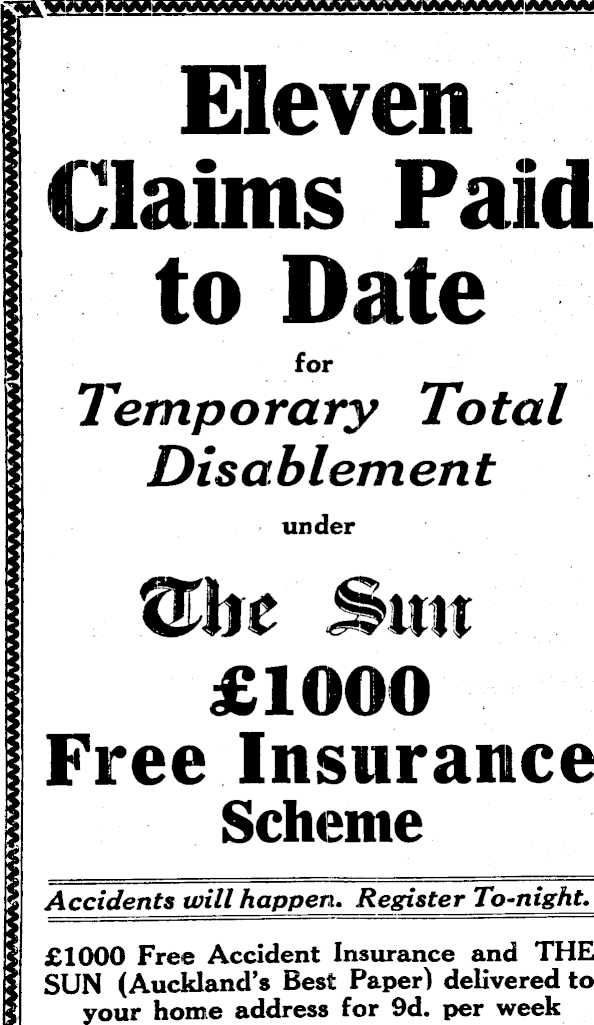 Eleven
Claims Paid
to Date
for
Temporary Total
Disablement
under
The Sun
£1000
Free Insurance
Scheme
Accidents will happen. Register To-night.
£1000 Free Accident Insurance and THE
SUN (Auckland's Best Paper) delivered to
your home address for 9d. per week